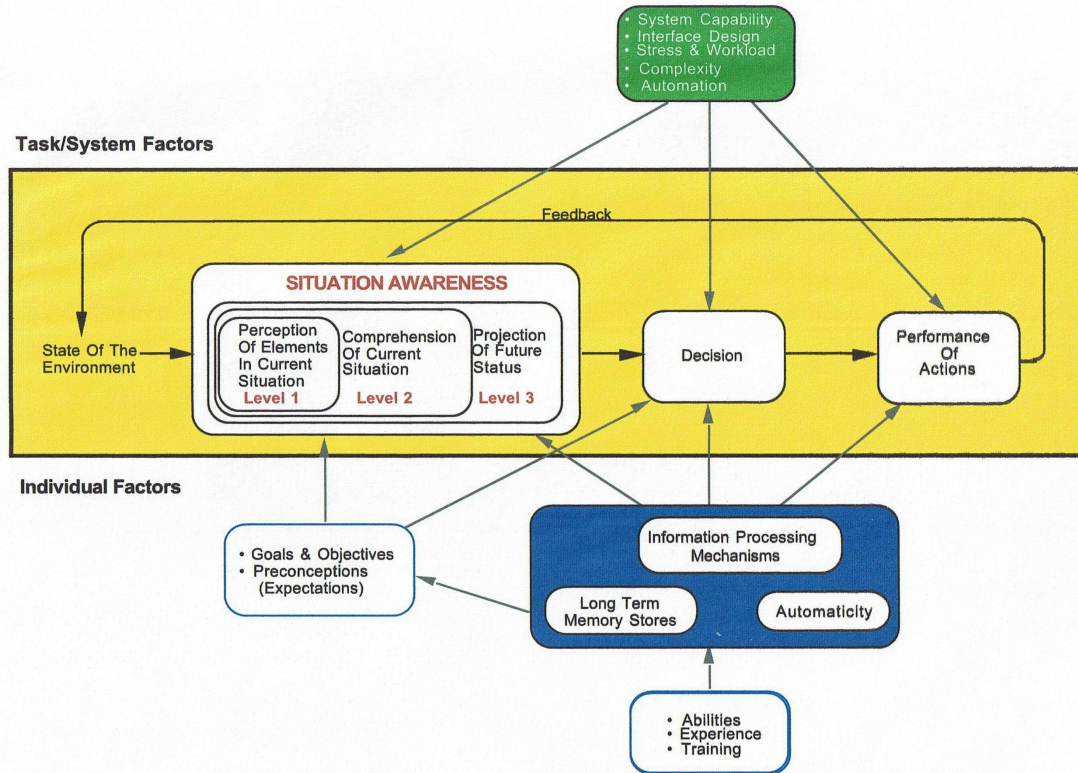 • System Capability
• Interface Design
• Stress & Workload
• Complexity
• Automation
Task/System Factors
Feedback
SITUATION AWARENESS
State Of The
Environment
Perception
Of Elements
In Current
Situation
Level 1
Comprehension
Of Current
Situation
Level 2
Projection
Of Future
Status
Level 3
Decision
Performance
Of
Actions
Individual Factors
• Goals & Objectives
• Preconceptions
(Expectations)
Information Processing
Mechanisms
Long Term
Memory Stores
Automaticity
• Abilities
• Experience
• Training